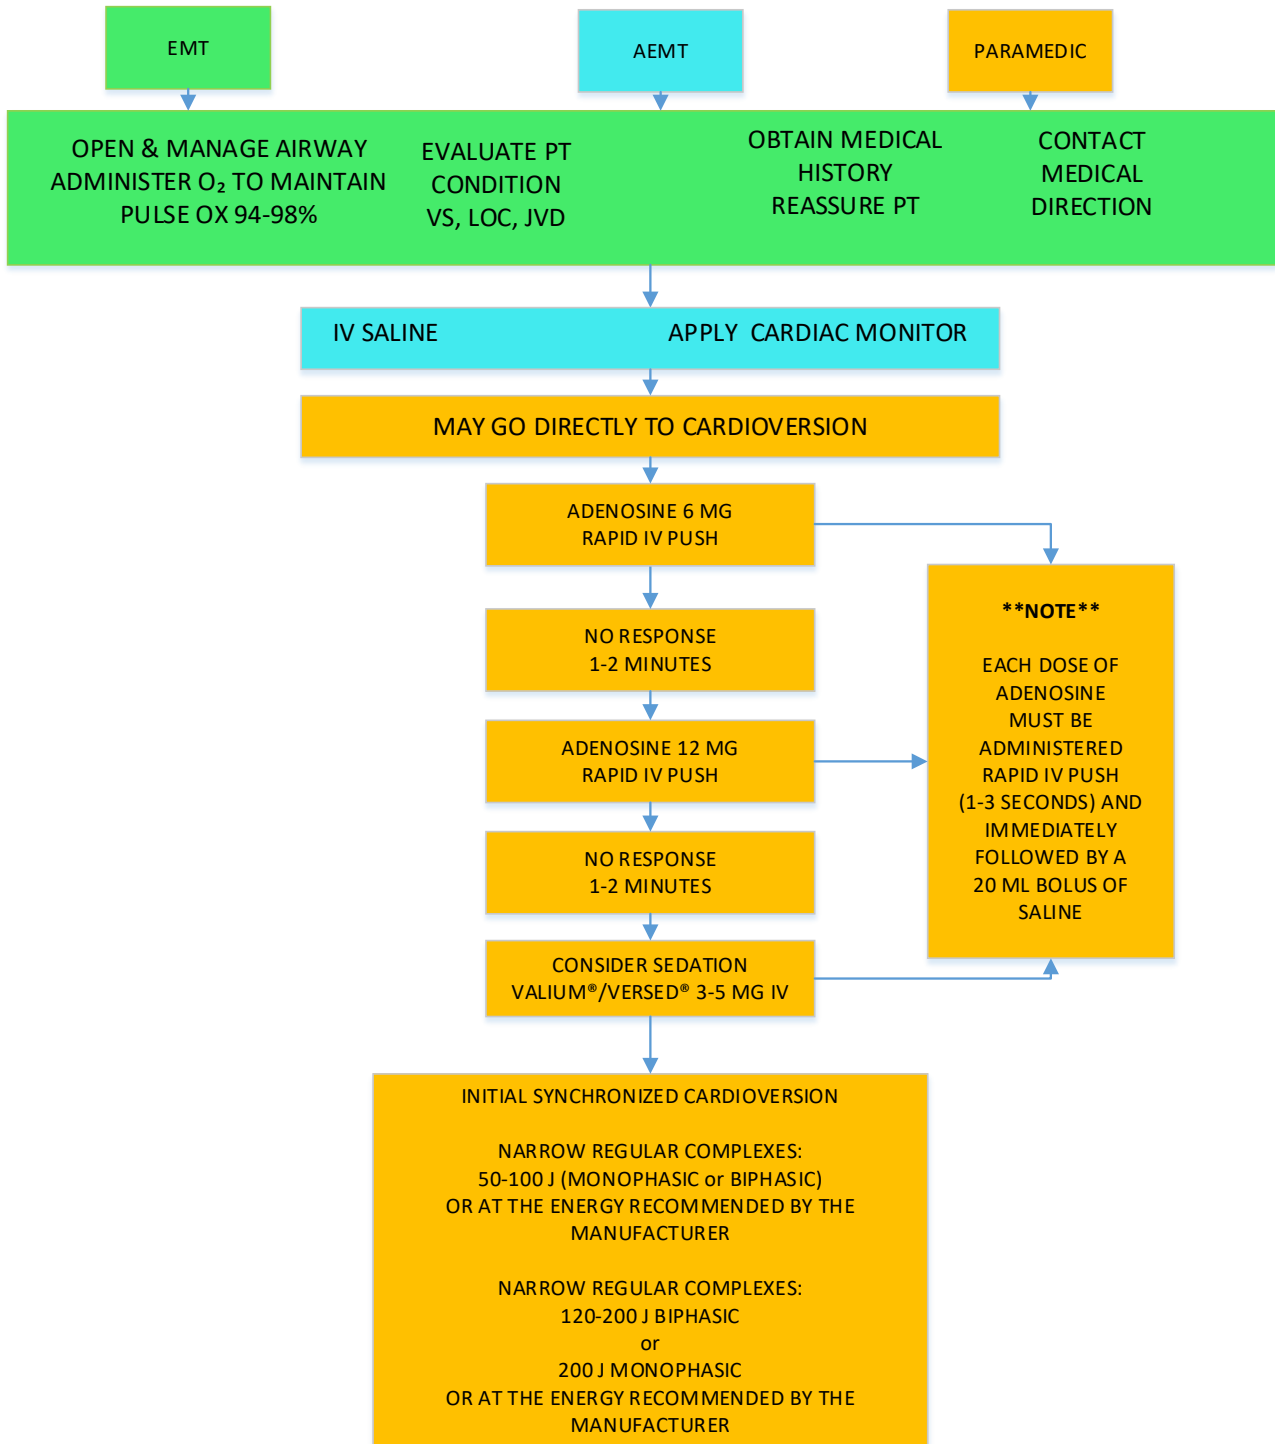 EMT
AEMT
PARAMEDIC
OPEN & MANAGE AIRWAY
ADMINISTER O₂ TO MAINTAIN
PULSE OX 94-98%
EVALUATE PT
CONDITION
VS, LOC, JVD
OBTAIN MEDICAL
HISTORY
REASSURE PT
CONTACT
MEDICAL
DIRECTION
IV SALINE
APPLY CARDIAC MONITOR
MAY GO DIRECTLY TO CARDIOVERSION
ADENOSINE 6 MG
RAPID IV PUSH
NO RESPONSE
1-2 MINUTES
ADENOSINE 12 MG
RAPID IV PUSH
NO RESPONSE
1-2 MINUTES
CONSIDER SEDATION
VALIUM®/VERSED® 3-5 MG IV
**NOTE**
EACH DOSE OF
ADENOSINE
MUST BE
ADMINISTERED
RAPID IV PUSH
(1-3 SECONDS) AND
IMMEDIATELY
FOLLOWED BY A
20 ML BOLUS OF
SALINE
INITIAL SYNCHRONIZED CARDIOVERSION
NARROW REGULAR COMPLEXES:
50-100 J (MONOPHASIC or BIPHASIC)
OR AT THE ENERGY RECOMMENDED BY THE
MANUFACTURER
NARROW REGULAR COMPLEXES:
120-200 J BIPHASIC
or
200 J MONOPHASIC
OR AT THE ENERGY RECOMMENDED BY THE
MANUFACTURER